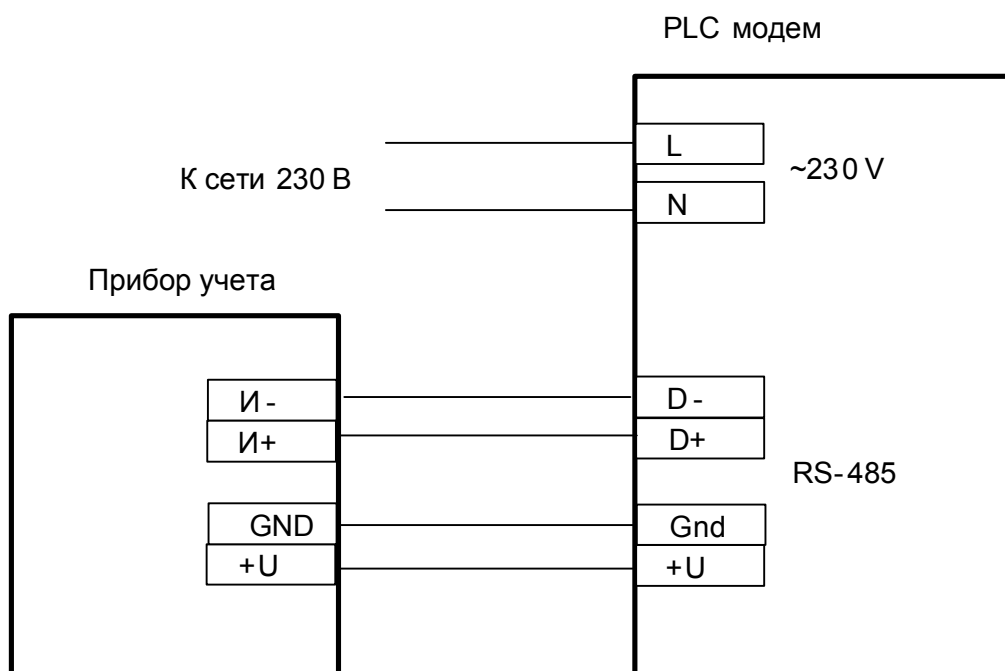 PLC модем
L
~230 V
К сети 230 В
N
Прибор учета
И -
D -
И+
D+
RS-485
GND
Gnd
+U
+U